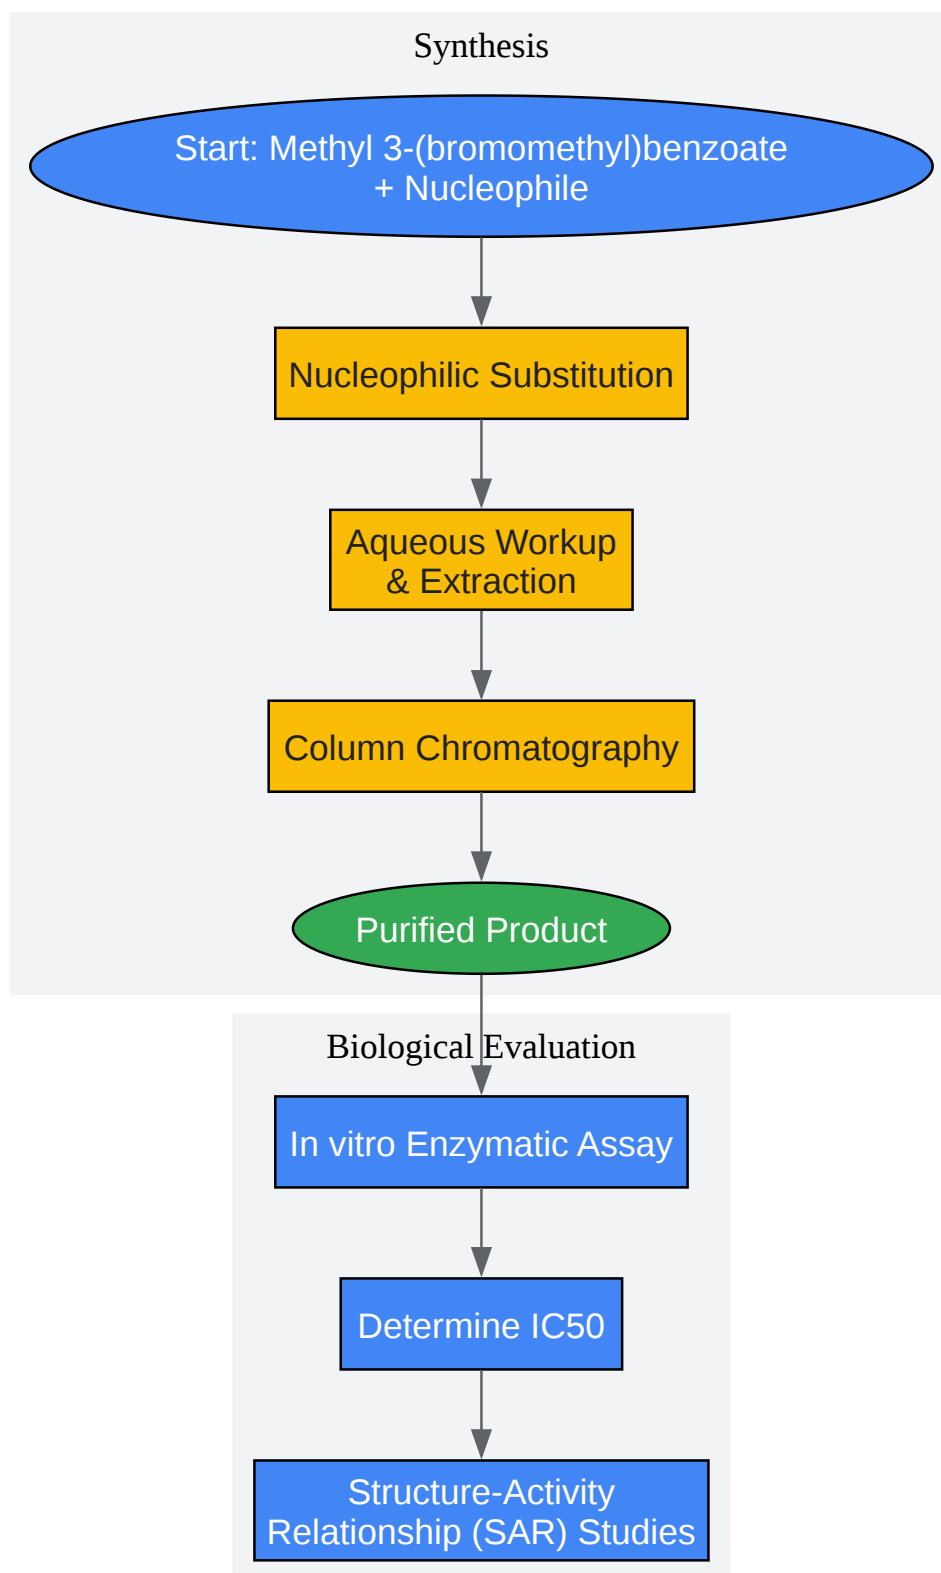 Synthesis
Start: Methyl 3-(bromomethyl)benzoate
+ Nucleophile
Nucleophilic Substitution
Aqueous Workup
& Extraction
Column Chromatography
Purified Product
Biological Evaluation
In vitro Enzymatic Assay
Determine IC50
Structure-Activity
Relationship (SAR) Studies